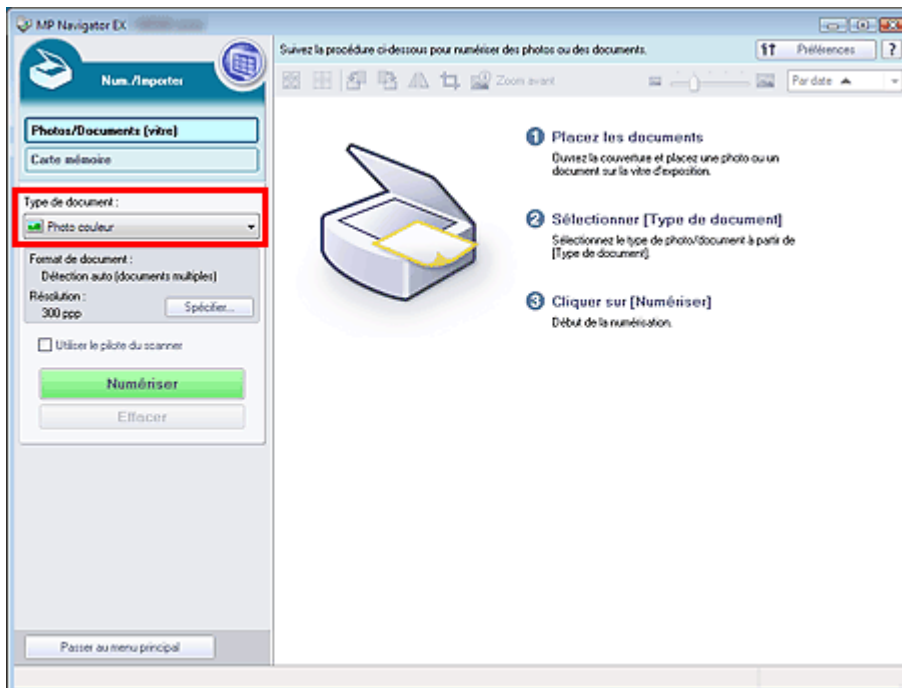 MP Navigator EX
Num./Importer
Photos/Documents (vitre)
Carte mémoire
Type de document :
Photo couleur
Format de document :
Détection auto (documents multiples)
Résolution :
300 ppp
Spécifier...
Utiliser le pilote du scanner
Numériser
Effacer
Passer au menu principal
Suivez la procédure ci-dessous pour numériser des photos ou des documents.
Préférences
?
Zoom avant
Par date
1 Placez les documents
Ouvrez la couverture et placez une photo ou un
document sur la vitre d'exposition.
2 Sélectionner [Type de document]
Sélectionnez le type de photo/document à partir de
[Type de document].
3 Cliquer sur [Numériser]
Début de la numérisation.